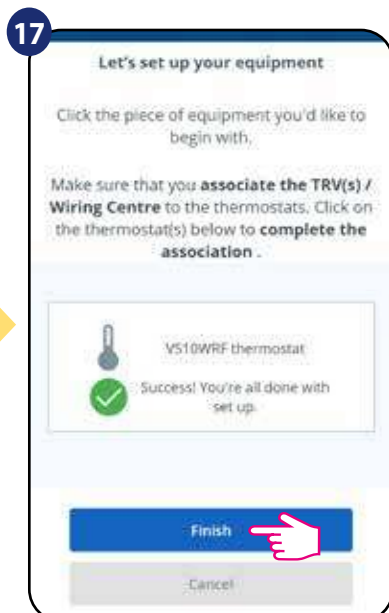 17
Let's set up your equipment
Click the piece of equipment you'd like to
begin with.
Make sure that you associate the TRV(s) /
Wiring Centre to the thermostats. Click on
the thermostat(s) below to complete the
association .
VS10WRF thermostat
Success! You're all done with
set up.
Finish
Cancel